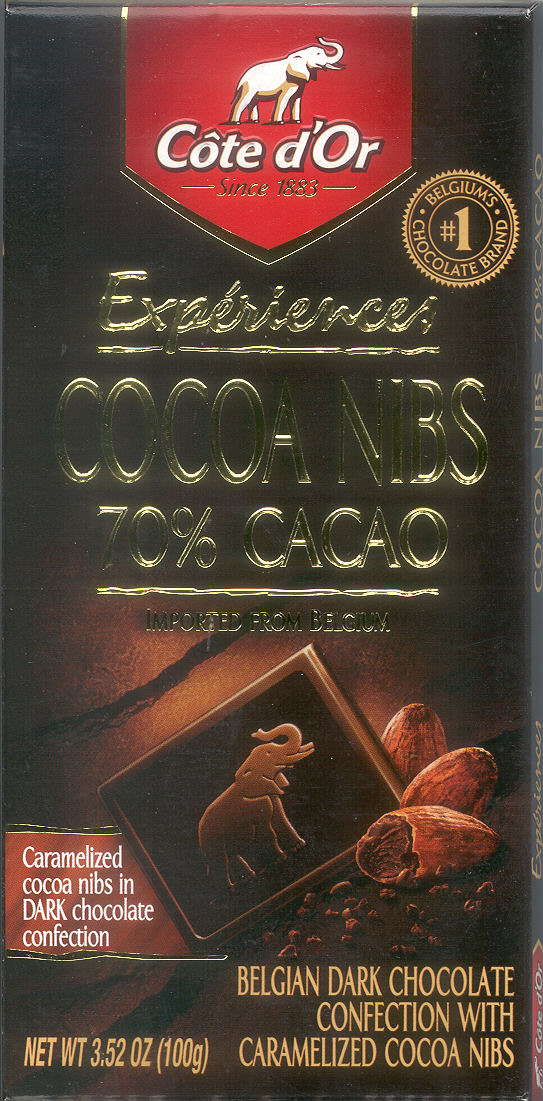 Côte d'Or
Since 1883
BELGIUM'S
#1
CHOCOLATE BRAND
Expériences
COCOA NIBS
70% CACAO
IMPORTED FROM BELGIUM
Caramelized
cocoa nibs in
DARK chocolate
confection
BELGIAN DARK CHOCOLATE
CONFECTION WITH
CARAMELIZED COCOA NIBS
NET WT 3.52 OZ (100g)
COCOA NIBS 70% CACAO
Expériences
Côte d'Or